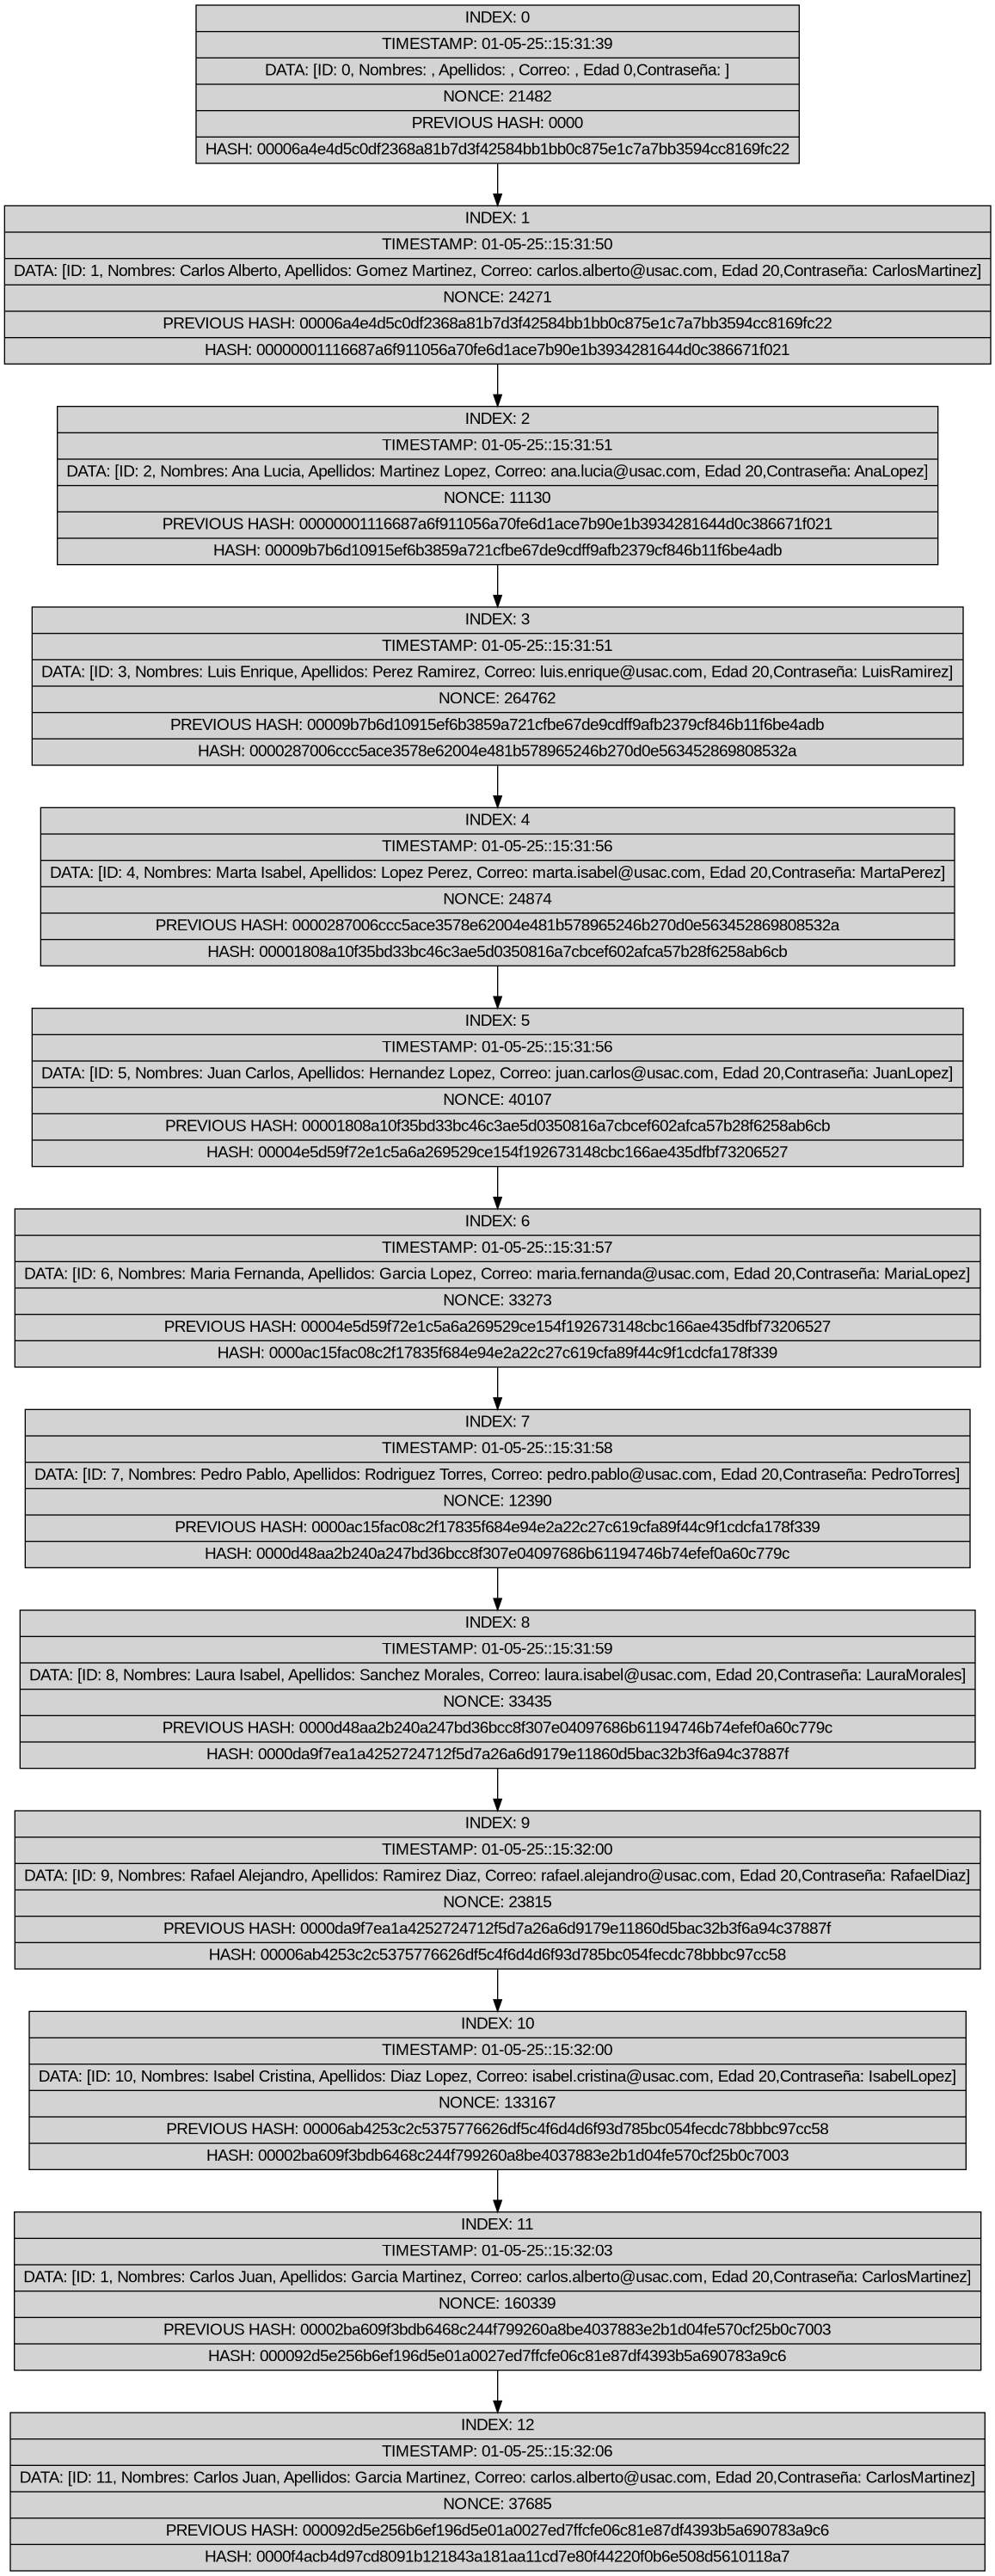 INDEX: 0
TIMESTAMP: 01-05-25::15:31:39
DATA: [ID: 0, Nombres: , Apellidos: , Correo: , Edad 0,Contraseña: ]
NONCE: 21482
PREVIOUS HASH: 0000
HASH: 00006a4e4d5c0df2368a81b7d3f42584bb1bb0c875e1c7a7bb3594cc8169fc22
INDEX: 1
TIMESTAMP: 01-05-25::15:31:50
DATA: [ID: 1, Nombres: Carlos Alberto, Apellidos: Gomez Martinez, Correo: carlos.alberto@usac.com, Edad 20,Contraseña: CarlosMartinez]
NONCE: 24271
PREVIOUS HASH: 00006a4e4d5c0df2368a81b7d3f42584bb1bb0c875e1c7a7bb3594cc8169fc22
HASH: 00000001116687a6f911056a70fe6d1ace7b90e1b3934281644d0c386671f021
INDEX: 2
TIMESTAMP: 01-05-25::15:31:51
DATA: [ID: 2, Nombres: Ana Lucia, Apellidos: Martinez Lopez, Correo: ana.lucia@usac.com, Edad 20,Contraseña: AnaLopez]
NONCE: 11130
PREVIOUS HASH: 00000001116687a6f911056a70fe6d1ace7b90e1b3934281644d0c386671f021
HASH: 00009b7b6d10915ef6b3859a721cfbe67de9cdff9afb2379cf846b11f6be4adb
INDEX: 3
TIMESTAMP: 01-05-25::15:31:51
DATA: [ID: 3, Nombres: Luis Enrique, Apellidos: Perez Ramirez, Correo: luis.enrique@usac.com, Edad 20,Contraseña: LuisRamirez]
NONCE: 264762
PREVIOUS HASH: 00009b7b6d10915ef6b3859a721cfbe67de9cdff9afb2379cf846b11f6be4adb
HASH: 0000287006ccc5ace3578e62004e481b578965246b270d0e563452869808532a
INDEX: 4
TIMESTAMP: 01-05-25::15:31:56
DATA: [ID: 4, Nombres: Marta Isabel, Apellidos: Lopez Perez, Correo: marta.isabel@usac.com, Edad 20,Contraseña: MartaPerez]
NONCE: 24874
PREVIOUS HASH: 0000287006ccc5ace3578e62004e481b578965246b270d0e563452869808532a
HASH: 00001808a10f35bd33bc46c3ae5d0350816a7cbcef602afca57b28f6258ab6cb
INDEX: 5
TIMESTAMP: 01-05-25::15:31:56
DATA: [ID: 5, Nombres: Juan Carlos, Apellidos: Hernandez Lopez, Correo: juan.carlos@usac.com, Edad 20,Contraseña: JuanLopez]
NONCE: 40107
PREVIOUS HASH: 00001808a10f35bd33bc46c3ae5d0350816a7cbcef602afca57b28f6258ab6cb
HASH: 00004e5d59f72e1c5a6a269529ce154f192673148cbc166ae435dfbf73206527
INDEX: 6
TIMESTAMP: 01-05-25::15:31:57
DATA: [ID: 6, Nombres: Maria Fernanda, Apellidos: Garcia Lopez, Correo: maria.fernanda@usac.com, Edad 20,Contraseña: MariaLopez]
NONCE: 33273
PREVIOUS HASH: 00004e5d59f72e1c5a6a269529ce154f192673148cbc166ae435dfbf73206527
HASH: 0000ac15fac08c2f17835f684e94e2a22c27c619cfa89f44c9f1cdcfa178f339
INDEX: 7
TIMESTAMP: 01-05-25::15:31:58
DATA: [ID: 7, Nombres: Pedro Pablo, Apellidos: Rodriguez Torres, Correo: pedro.pablo@usac.com, Edad 20,Contraseña: PedroTorres]
NONCE: 12390
PREVIOUS HASH: 0000ac15fac08c2f17835f684e94e2a22c27c619cfa89f44c9f1cdcfa178f339
HASH: 0000d48aa2b240a247bd36bcc8f307e04097686b61194746b74efef0a60c779c
INDEX: 8
TIMESTAMP: 01-05-25::15:31:59
DATA: [ID: 8, Nombres: Laura Isabel, Apellidos: Sanchez Morales, Correo: laura.isabel@usac.com, Edad 20,Contraseña: LauraMorales]
NONCE: 33435
PREVIOUS HASH: 0000d48aa2b240a247bd36bcc8f307e04097686b61194746b74efef0a60c779c
HASH: 0000da9f7ea1a4252724712f5d7a26a6d9179e11860d5bac32b3f6a94c37887f
INDEX: 9
TIMESTAMP: 01-05-25::15:32:00
DATA: [ID: 9, Nombres: Rafael Alejandro, Apellidos: Ramirez Diaz, Correo: rafael.alejandro@usac.com, Edad 20,Contraseña: RafaelDiaz]
NONCE: 23815
PREVIOUS HASH: 0000da9f7ea1a4252724712f5d7a26a6d9179e11860d5bac32b3f6a94c37887f
HASH: 00006ab4253c2c5375776626df5c4f6d4d6f93d785bc054fecdc78bbbc97cc58
INDEX: 10
TIMESTAMP: 01-05-25::15:32:00
DATA: [ID: 10, Nombres: Isabel Cristina, Apellidos: Diaz Lopez, Correo: isabel.cristina@usac.com, Edad 20,Contraseña: IsabelLopez]
NONCE: 133167
PREVIOUS HASH: 00006ab4253c2c5375776626df5c4f6d4d6f93d785bc054fecdc78bbbc97cc58
HASH: 00002ba609f3bdb6468c244f799260a8be4037883e2b1d04fe570cf25b0c7003
INDEX: 11
TIMESTAMP: 01-05-25::15:32:03
DATA: [ID: 1, Nombres: Carlos Juan, Apellidos: Garcia Martinez, Correo: carlos.alberto@usac.com, Edad 20,Contraseña: CarlosMartinez]
NONCE: 160339
PREVIOUS HASH: 00002ba609f3bdb6468c244f799260a8be4037883e2b1d04fe570cf25b0c7003
HASH: 000092d5e256b6ef196d5e01a0027ed7ffcfe06c81e87df4393b5a690783a9c6
INDEX: 12
TIMESTAMP: 01-05-25::15:32:06
DATA: [ID: 11, Nombres: Carlos Juan, Apellidos: Garcia Martinez, Correo: carlos.alberto@usac.com, Edad 20,Contraseña: CarlosMartinez]
NONCE: 37685
PREVIOUS HASH: 000092d5e256b6ef196d5e01a0027ed7ffcfe06c81e87df4393b5a690783a9c6
HASH: 0000f4acb4d97cd8091b121843a181aa11cd7e80f44220f0b6e508d5610118a7